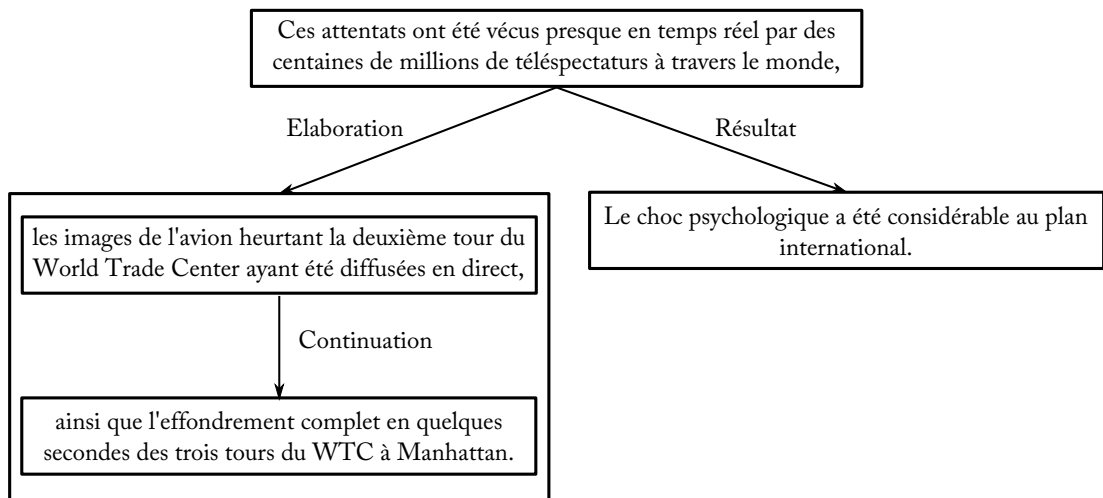 Ces attentats ont été vécus presque en temps réel par des
centaines de millions de téléspectaturs à travers le monde,
Elaboration
Résultat
les images de l'avion heurtant la deuxième tour du
World Trade Center ayant été diffusées en direct,
Continuation
ainsi que l'effondrement complet en quelques
secondes des trois tours du WTC à Manhattan.
Le choc psychologique a été considérable au plan
international.